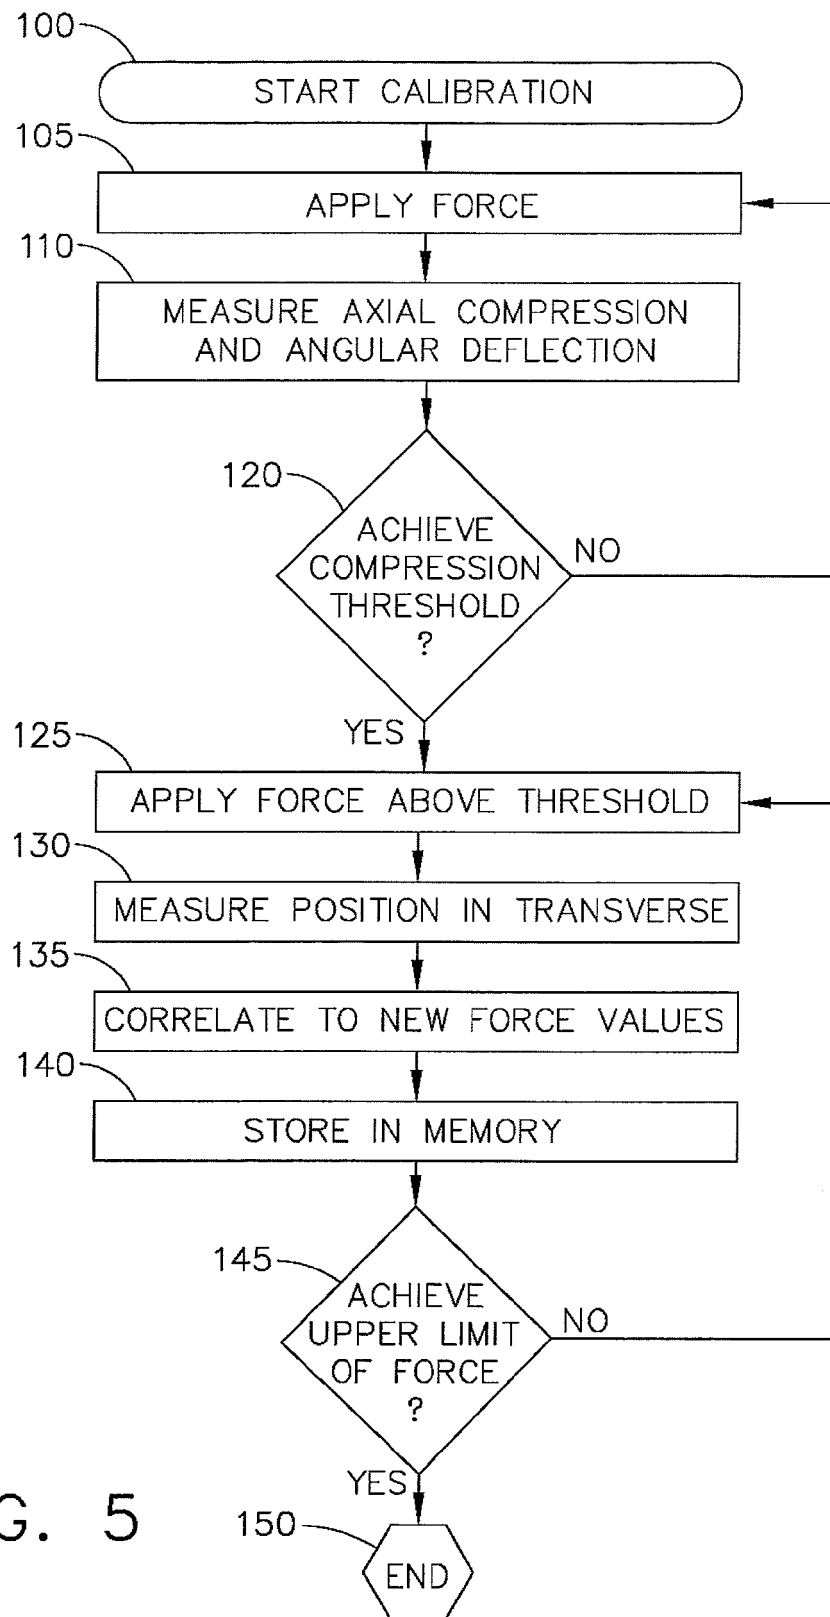 100
START CALIBRATION
105
APPLY FORCE
110
MEASURE AXIAL COMPRESSION
AND ANGULAR DEFLECTION
120
ACHIEVE
COMPRESSION
THRESHOLD
?
NO
YES
125
APPLY FORCE ABOVE THRESHOLD
130
MEASURE POSITION IN TRANSVERSE
135
CORRELATE TO NEW FORCE VALUES
140
STORE IN MEMORY
145
ACHIEVE
UPPER LIMIT
OF FORCE
?
NO
YES
150
END
G. 5